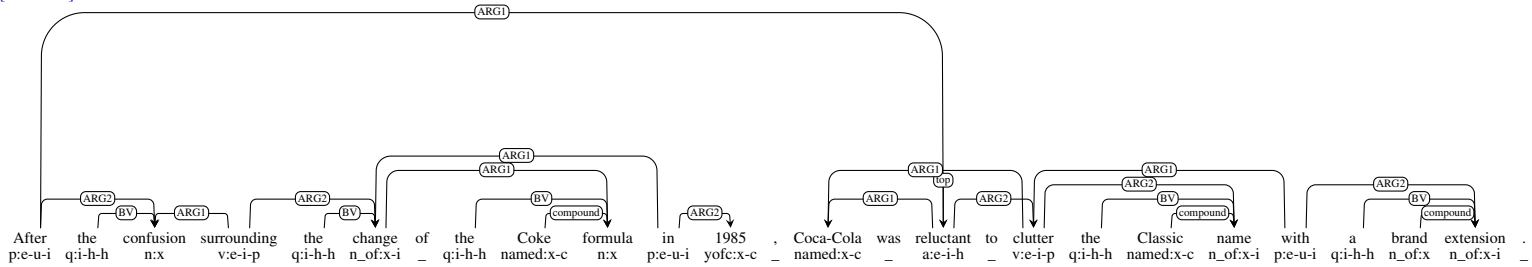 ARG1
ARG1
ARG1 ARG1 ARG1
top ARG2 ARG2
ARG2 ARG2 BV ARG1 ARG2 BV BV
BV ARG1 BV compound ARG2 compound compound
After the confusion surrounding the change of the Coke formula in 1985 , Coca-Cola was reluctant to clutter the Classic name with a brand extension .
p:e-u-i q:i-h-h n:x v:e-i-p q:i-h-h n_of:x-i _ q:i-h-h named:x-c n:x p:e-u-i yofc:x-c _ named:x-c _ a:e-i-h _ v:e-i-p q:i-h-h named:x-c n_of:x-i p:e-u-i q:i-h-h n_of:x n_of:x-i _